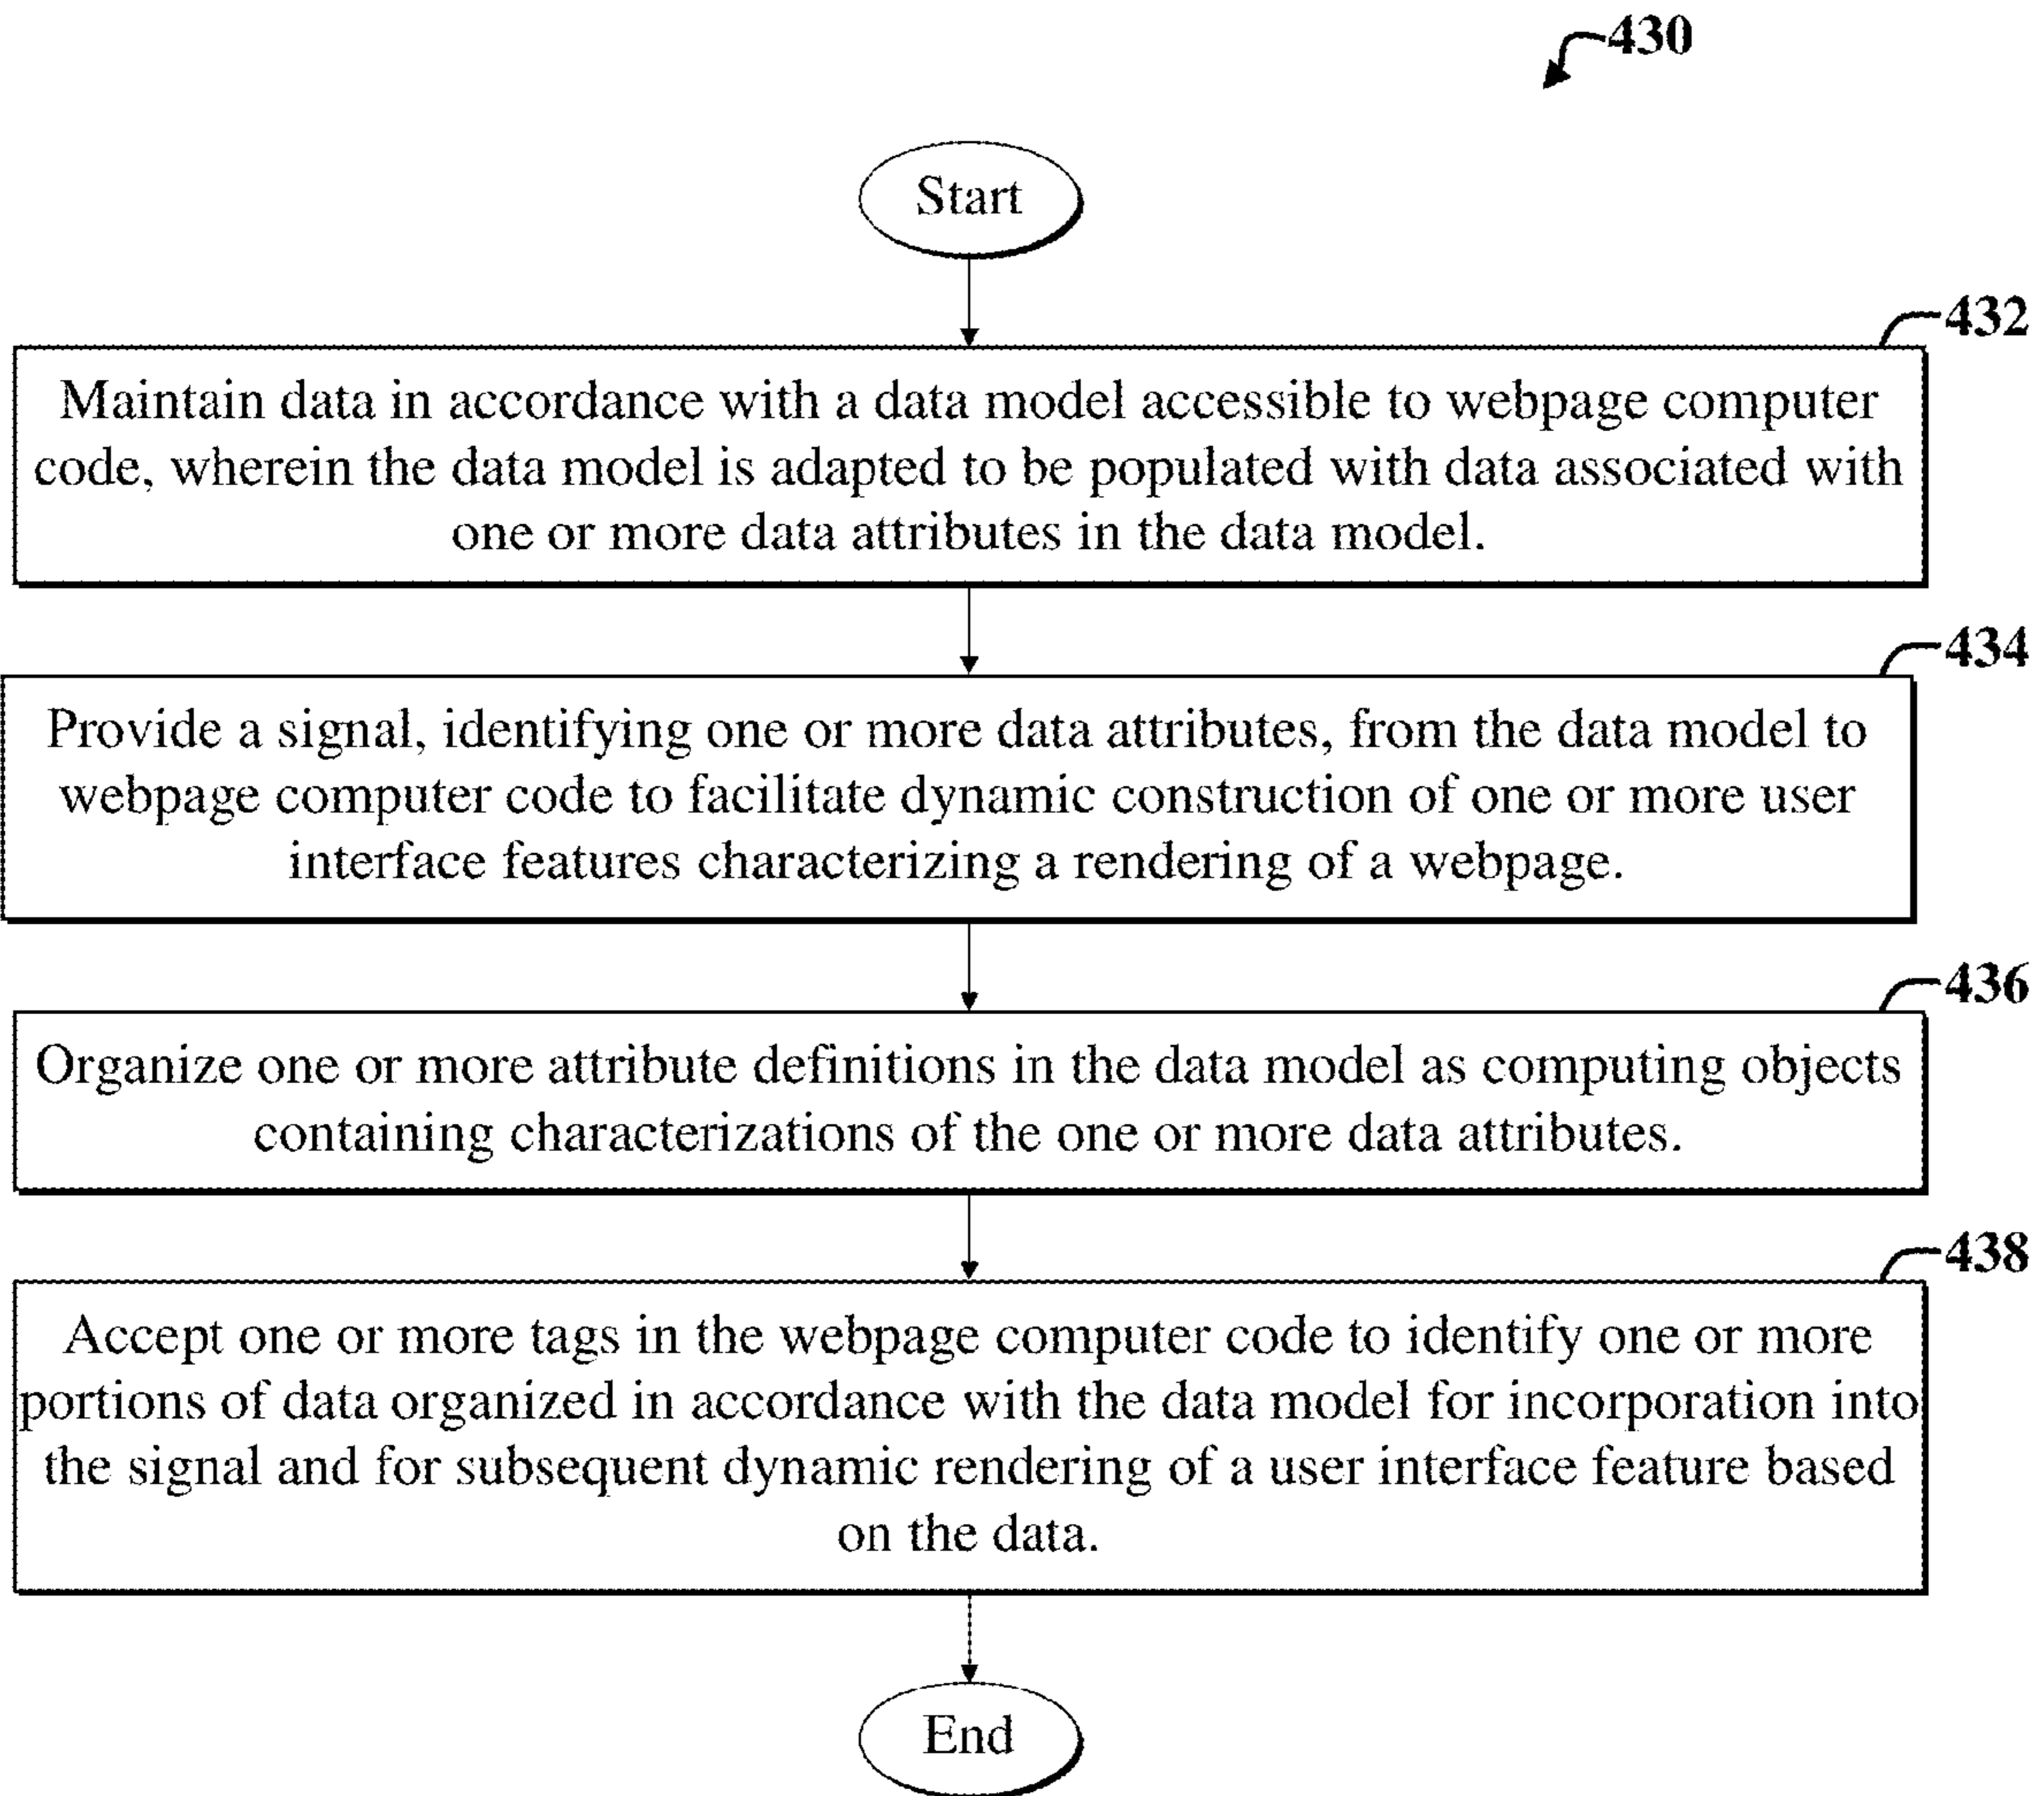 430
Start
432
Maintain data in accordance with a data model accessible to webpage computer
code, wherein the data model is adapted to be populated with data associated with
one or more data attributes in the data model.
434
Provide a signal, identifying one or more data attributes, from the data model to
webpage computer code to facilitate dynamic construction of one or more user
interface features characterizing a rendering of a webpage.
436
Organize one or more attribute definitions in the data model as computing objects
containing characterizations of the one or more data attributes.
438
Accept one or more tags in the webpage computer code to identify one or more
portions of data organized in accordance with the data model for incorporation into
the signal and for subsequent dynamic rendering of a user interface feature based
on the data.
End